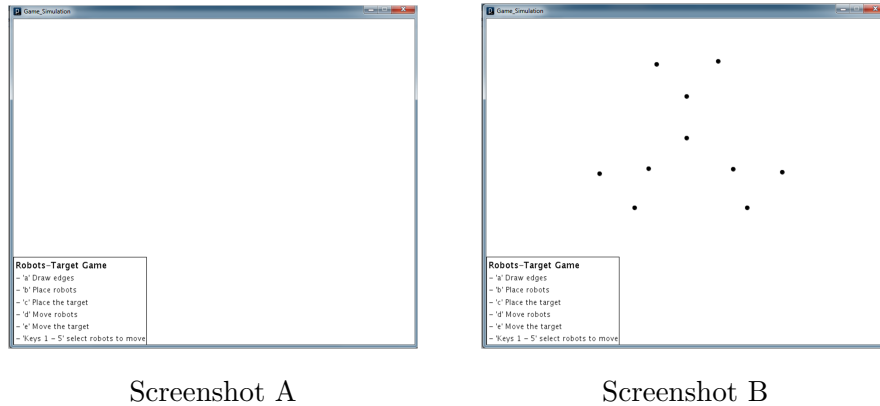 Game_Simulation
Robots-Target Game
- 'a' Draw edges
- 'b' Place robots
- 'c' Place the target
- 'd' Move robots
- 'e' Move the target
- 'Keys 1 - 5' select robots to move
Screenshot A
Game_Simulation
Robots-Target Game
- 'a' Draw edges
- 'b' Place robots
- 'c' Place the target
- 'd' Move robots
- 'e' Move the target
- 'Keys 1 - 5' select robots to move
Screenshot B